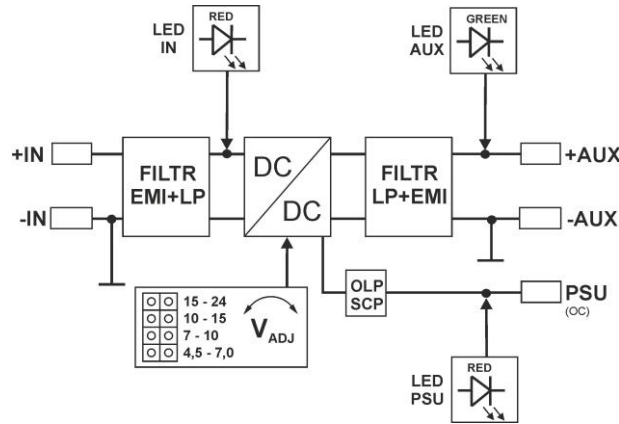 LED
IN
RED
LED
AUX
GREEN
+IN
-IN
FILTR
EMI+LP
DC
DC
FILTR
LP+EMI
+AUX
-AUX
15 - 24
10 - 15
7 - 10
4,5 - 7,0
VADJ
OLP
SCP
PSU
(OC)
LED
PSU
RED